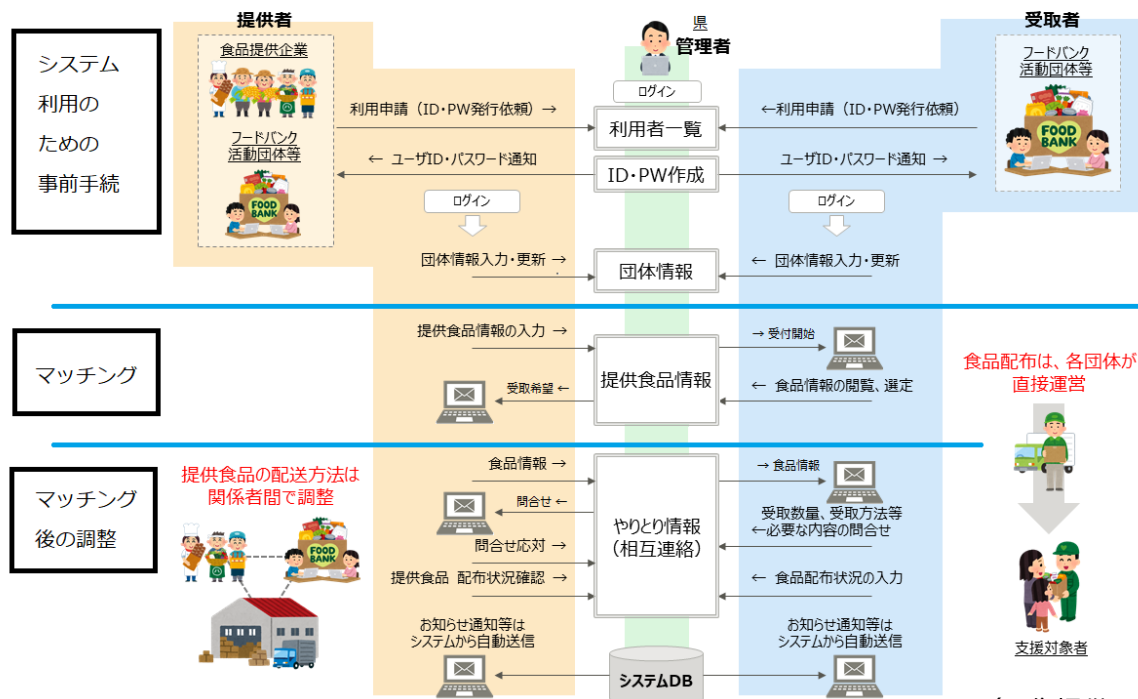 提供者
県
管理者
受取者
システム
利用の
ための
事前手続
食品提供企業
フードバンク
活動団体等
FOOD
BANK
ログイン
利用申請（ID・PW発行依頼）→
利用者一覧
←利用申請（ID・PW発行依頼）
← ユーザID・パスワード通知
ID・PW作成
ユーザID・パスワード通知 →
フードバンク
活動団体等
FOOD
BANK
ログイン
ログイン
団体情報入力・更新 →
団体情報
← 団体情報入力・更新
マッチング
提供食品情報の入力 →
提供食品情報
→ 受付開始
受取希望 ←
← 食品情報の閲覧、選定
食品配布は、各団体が
直接運営
マッチング
後の調整
提供食品の配送方法は
関係者間で調整
FOOD
BANK
食品情報 →
問合せ ←
問合せ応対 →
提供食品 配布状況確認 →
やりとり情報
（相互連絡）
→ 食品情報
受取数量、受取方法等
←必要な内容の問合せ
← 食品配布状況の入力
お知らせ通知等は
システムから自動送信
システムDB
お知らせ通知等は
システムから自動送信
支援対象者